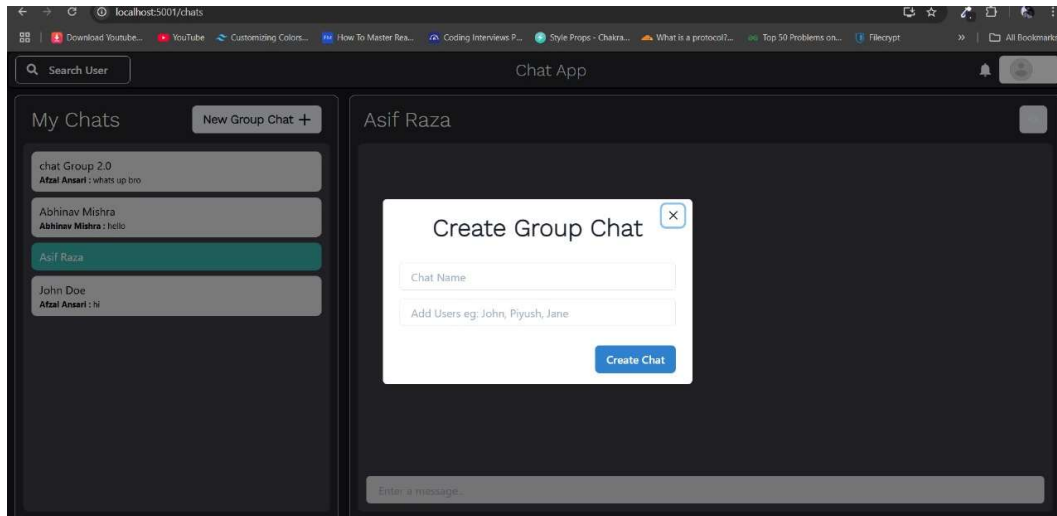 localhost:5001/chats
Download Youtube... YouTube Customizing Colors... How To Master Rea... Coding Interviews P... Style Props - Chakra... What is a protocol?... Top 50 Problems on... Filecrypt » All Bookmarks
Search User Chat App
My Chats New Group Chat + Asif Raza
chat Group 2.0
Afzal Ansari : whats up bro
Abhinav Mishra
Abhinav Mishra : hello
Asif Raza
John Doe
Afzal Ansari : hi
Create Group Chat
Chat Name
Add Users eg: John, Piyush, Jane
Create Chat
Enter a message..